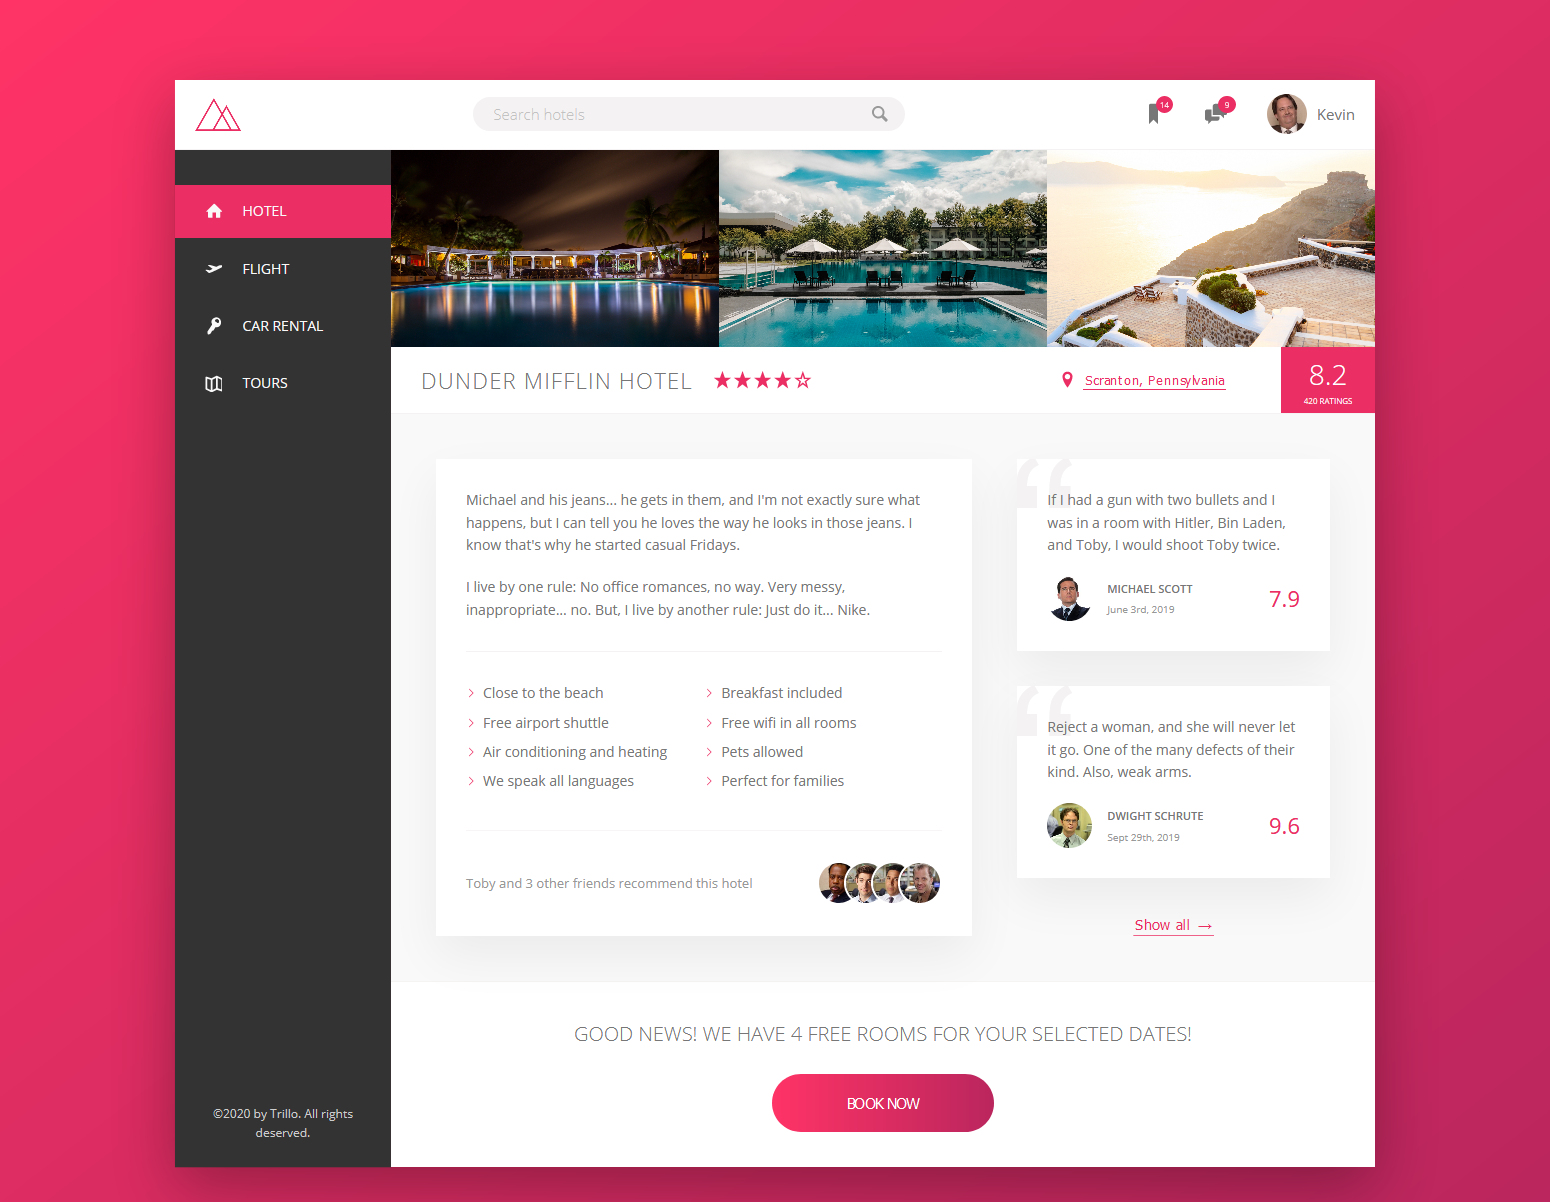 Search hotels
14
9
Kevin
HOTEL
FLIGHT
CAR RENTAL
TOURS
DUNDER MIFFLIN HOTEL
Scranton, Pennsylvania
8.2
420 RATINGS
Michael and his jeans... he gets in them, and I'm not exactly sure what
happens, but I can tell you he loves the way he looks in those jeans. I
know that's why he started casual Fridays.
I live by one rule: No office romances, no way. Very messy,
inappropriate... no. But, I live by another rule: Just do it... Nike.
Close to the beach
Free airport shuttle
Air conditioning and heating
We speak all languages
Breakfast included
Free wifi in all rooms
Pets allowed
Perfect for families
Toby and 3 other friends recommend this hotel
“
If I had a gun with two bullets and I
was in a room with Hitler, Bin Laden,
and Toby, I would shoot Toby twice.
MICHAEL SCOTT
June 3rd, 2019
7.9
“
Reject a woman, and she will never let
it go. One of the many defects of their
kind. Also, weak arms.
DWIGHT SCHRUTE
Sept 29th, 2019
9.6
Show all →
GOOD NEWS! WE HAVE 4 FREE ROOMS FOR YOUR SELECTED DATES!
BOOK NOW
©2020 by Trillo. All rights
deserved.